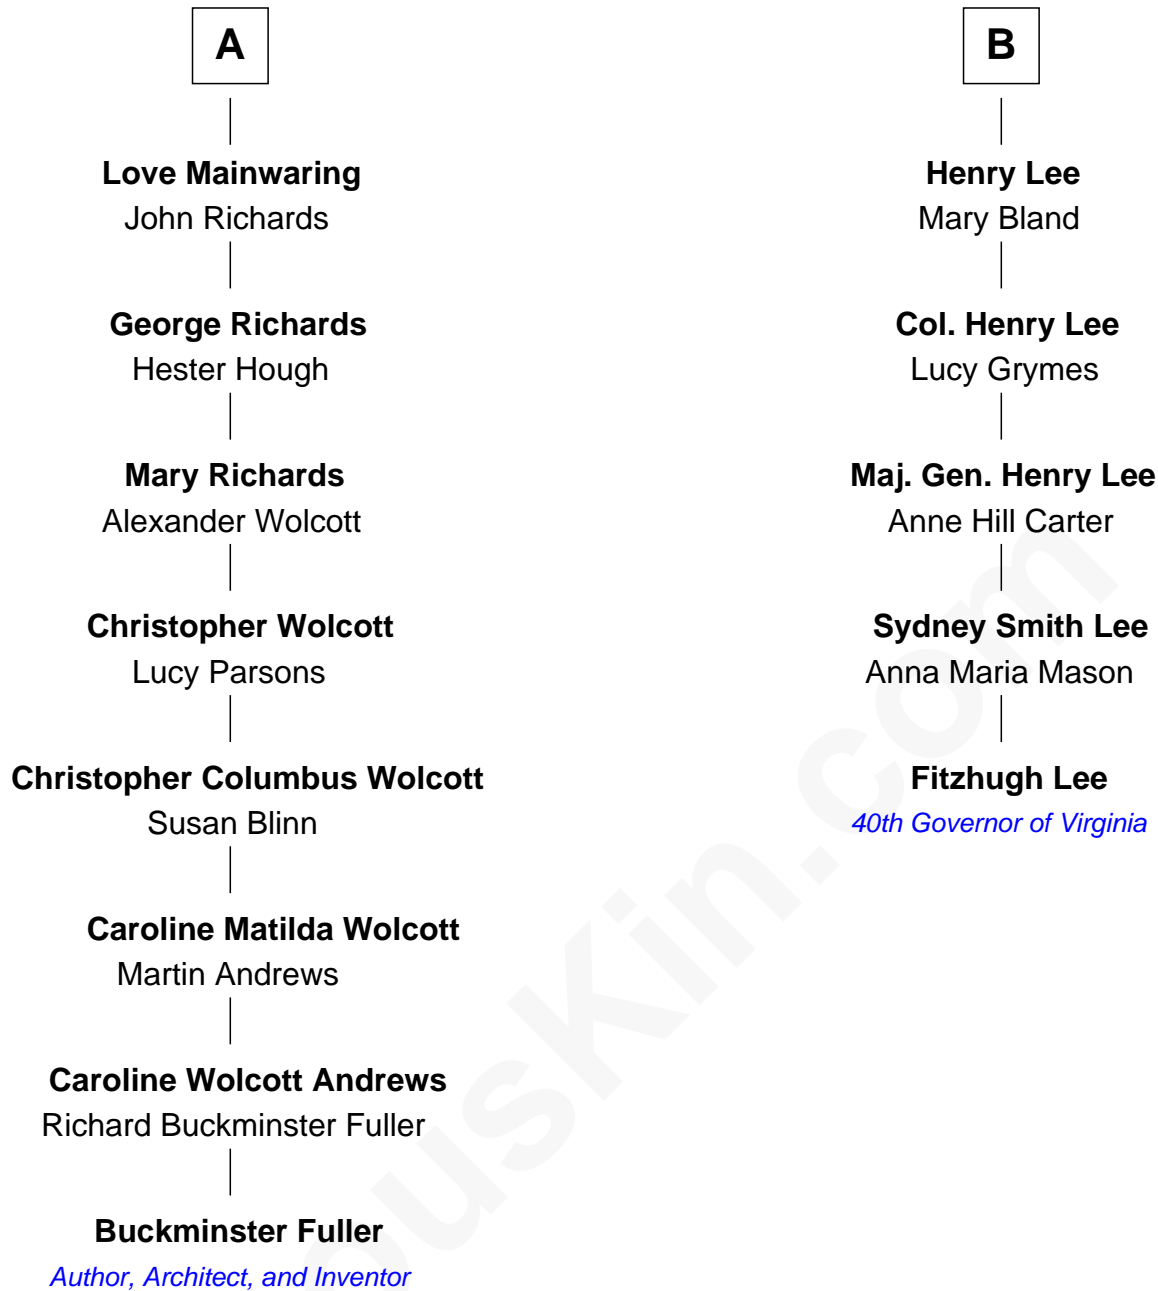 A
Love Mainwaring
John Richards
George Richards
Hester Hough
Mary Richards
Alexander Wolcott
Christopher Wolcott
Lucy Parsons
Christopher Columbus Wolcott
Susan Blinn
Caroline Matilda Wolcott
Martin Andrews
Caroline Wolcott Andrews
Richard Buckminster Fuller
Buckminster Fuller
Author, Architect, and Inventor
B
Henry Lee
Mary Bland
Col. Henry Lee
Lucy Grymes
Maj. Gen. Henry Lee
Anne Hill Carter
Sydney Smith Lee
Anna Maria Mason
Fitzhugh Lee
40th Governor of Virginia
ousKin.com